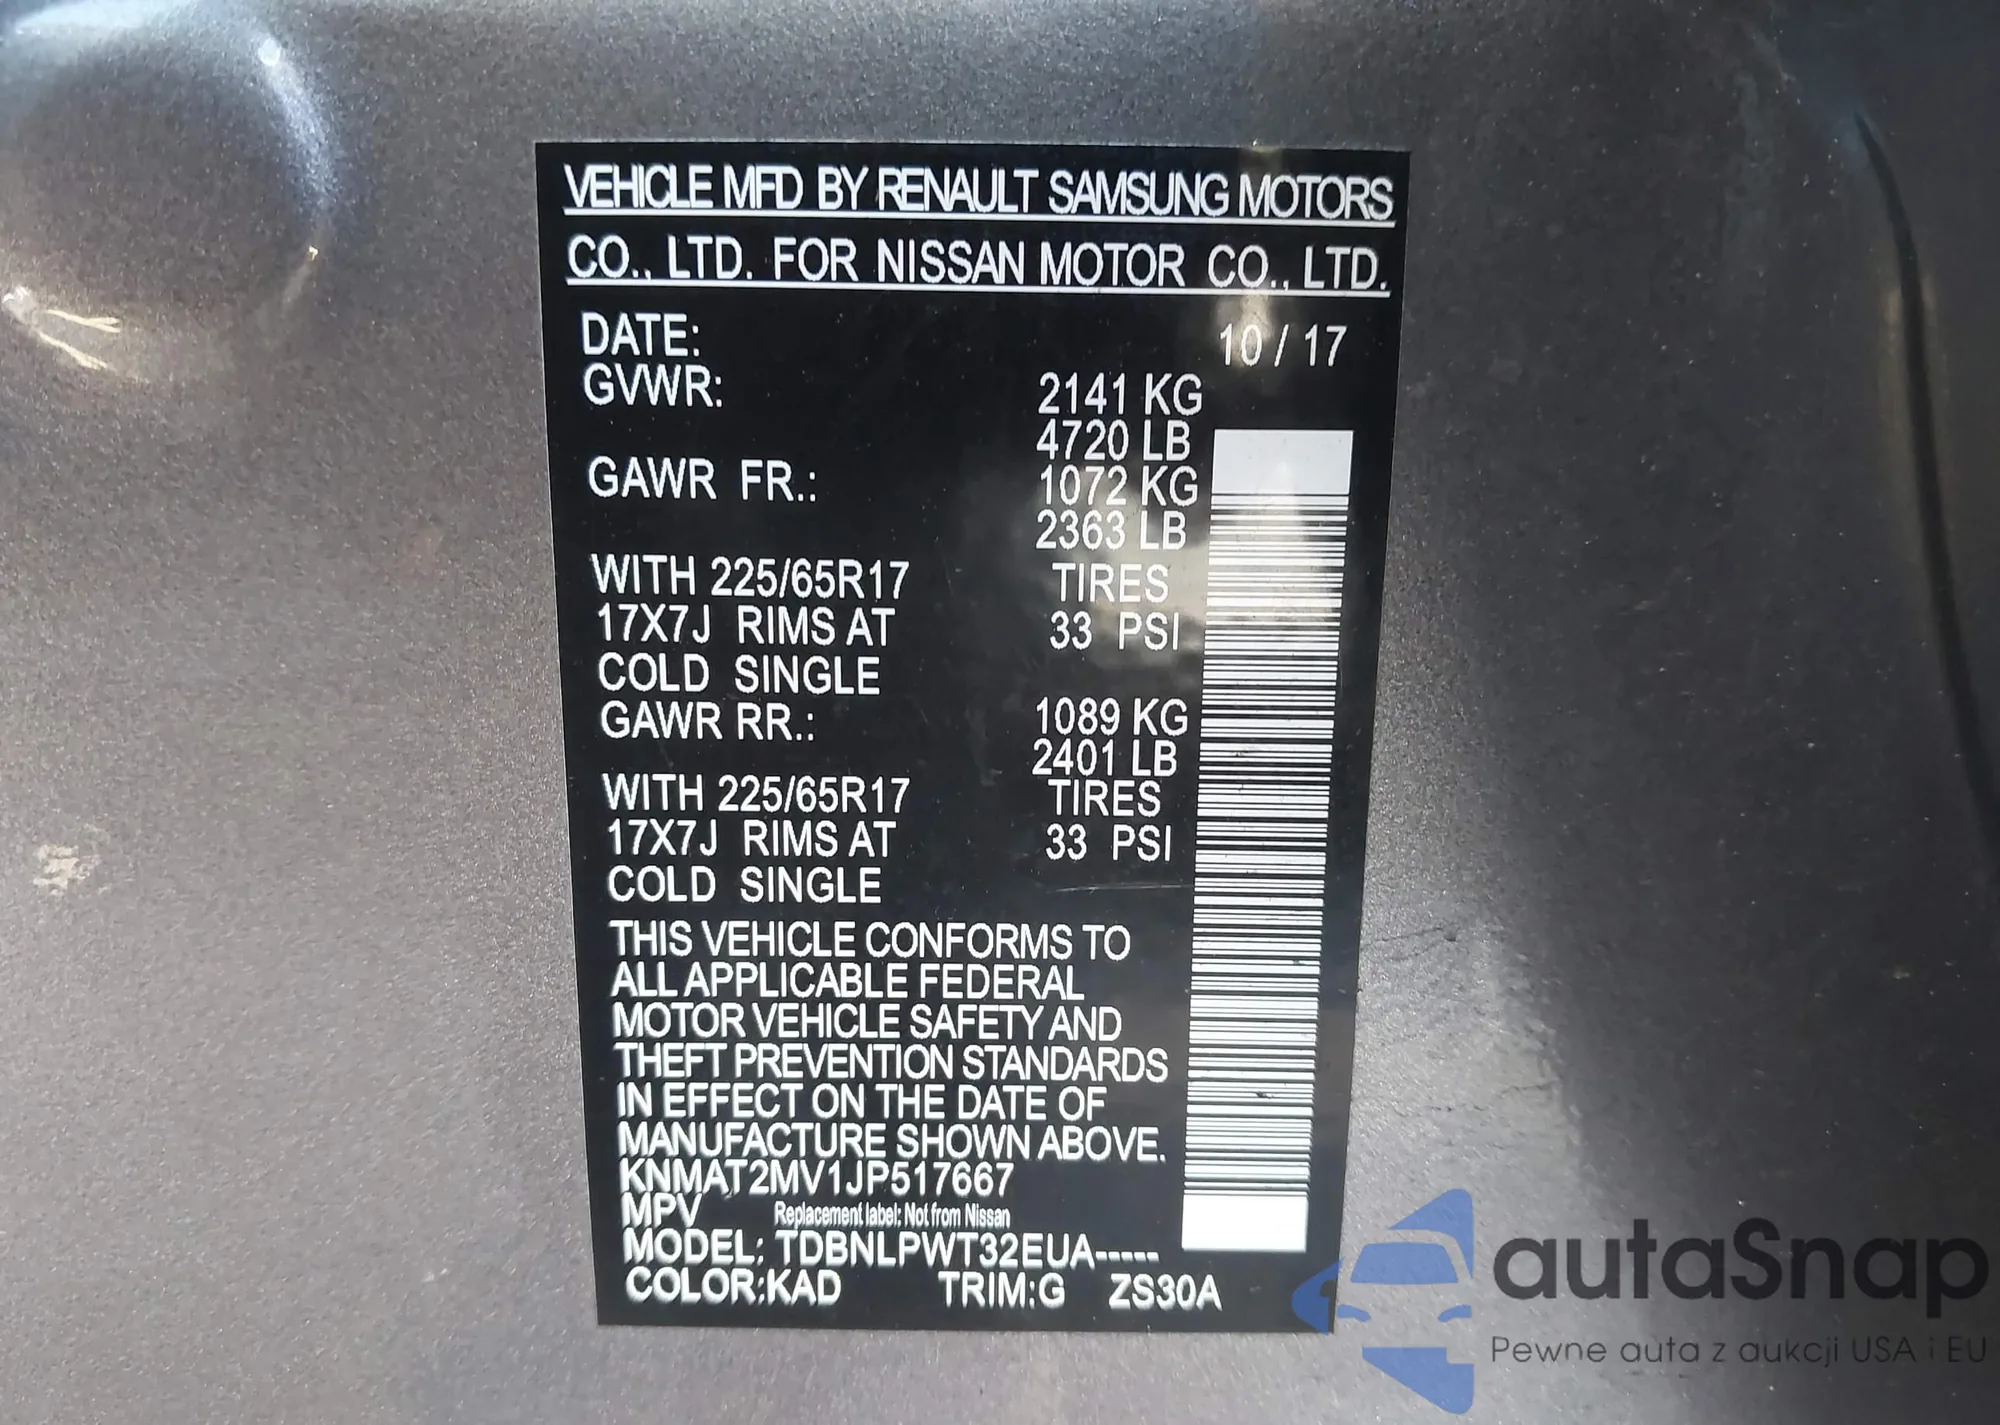 VEHICLE MFD BY RENAULT SAMSUNG MOTORS
CO., LTD. FOR NISSAN MOTOR CO., LTD.
DATE: 10 / 17
GVWR: 2141 KG
4720 LB
GAWR FR.: 1072 KG
2363 LB
WITH 225/65R17 TIRES
17X7J RIMS AT 33 PSI
COLD SINGLE
GAWR RR.: 1089 KG
2401 LB
WITH 225/65R17 TIRES
17X7J RIMS AT 33 PSI
COLD SINGLE
THIS VEHICLE CONFORMS TO
ALL APPLICABLE FEDERAL
MOTOR VEHICLE SAFETY AND
THEFT PREVENTION STANDARDS
IN EFFECT ON THE DATE OF
MANUFACTURE SHOWN ABOVE.
KNMAT2MV1JP517667
MPV Replacement label: Not from Nissan
MODEL: TDBNLPWT32EUA-----
COLOR:KAD TRIM:G ZS30A
autaSnap
Pewne auta z aukcji USA i EU